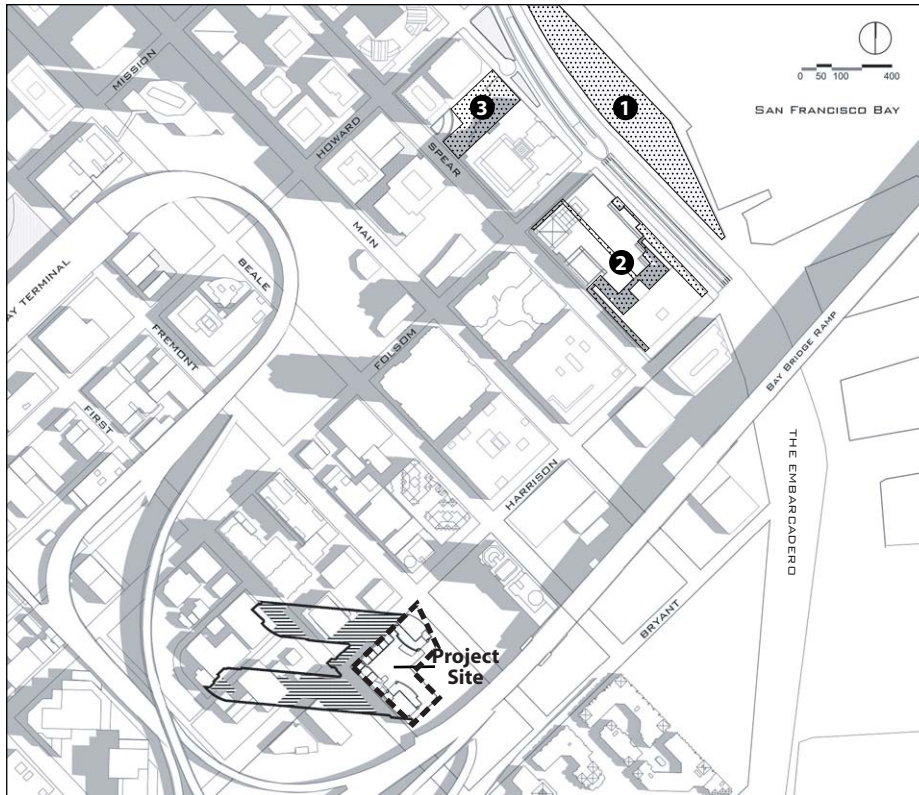 MISSION
3
1
0 50 100 400
SAN FRANCISCO BAY
HOWARD
SPEAR
MAIN
2
BEALE
AY TERMINAL
FREMONT
FOLSOM
BAY BRIDGE RAMP
FIRST
HARRISON
THE EMBARCADERO
BRYANT
Project
Site